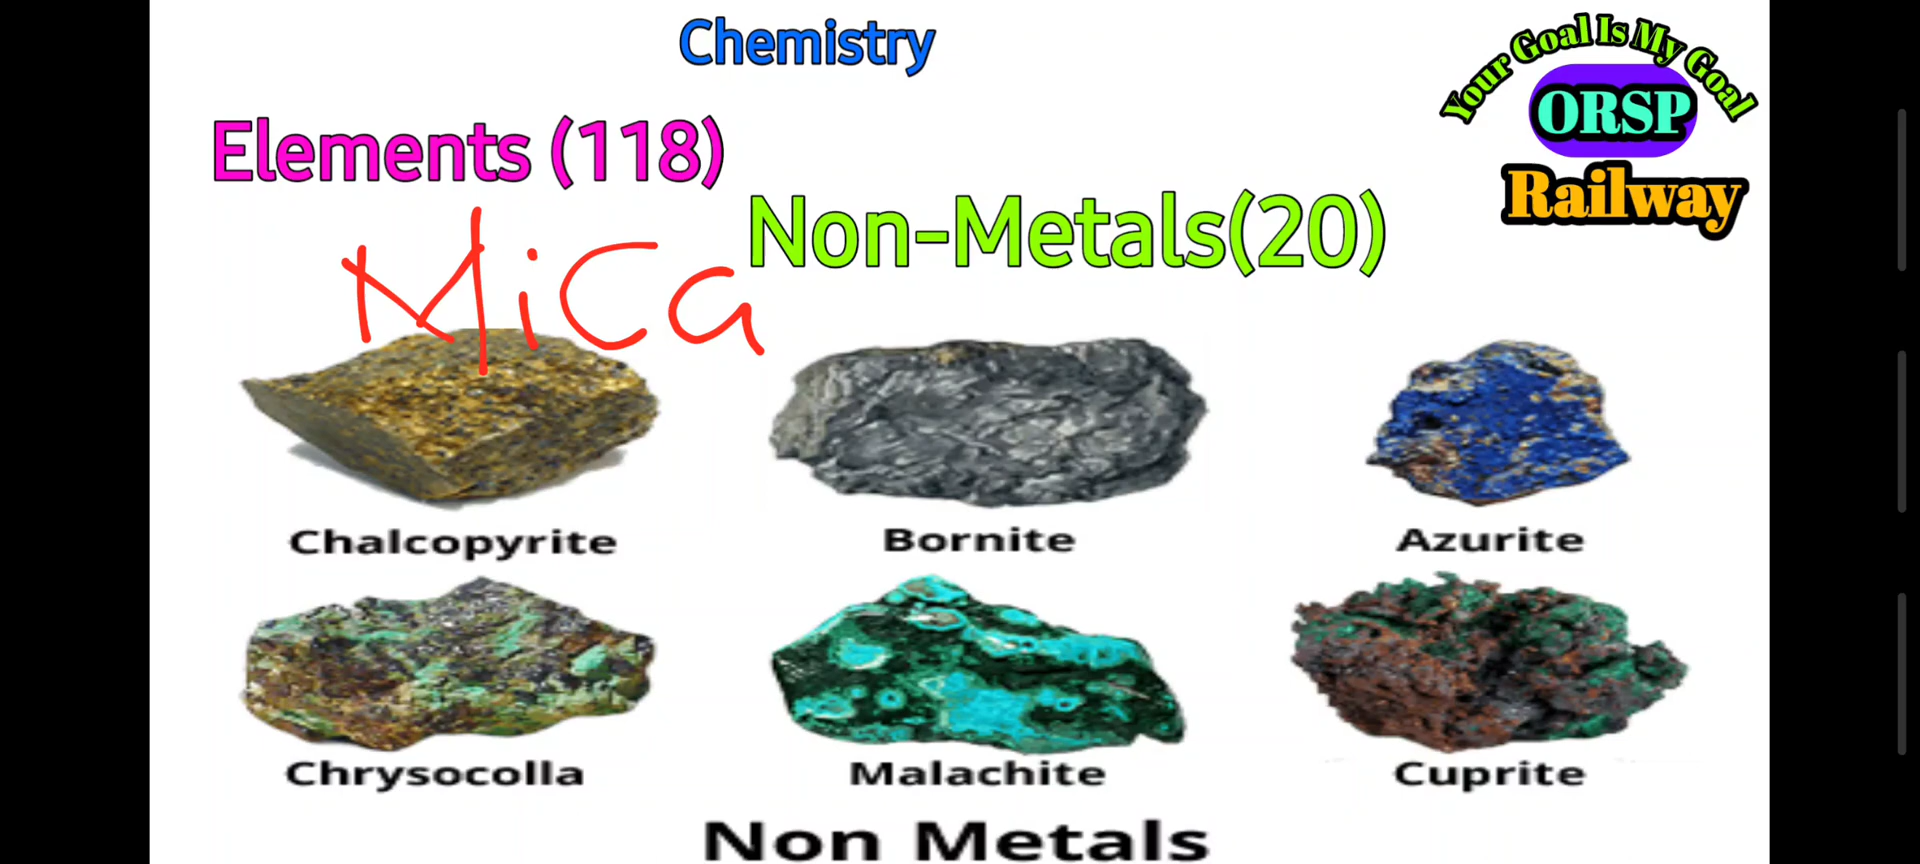 Chemistry
Your Goal Is My Goal
ORSP
Railway
Elements (118)
Non-Metals(20)
Mica
Chalcopyrite
Bornite
Azurite
Chrysocolla
Malachite
Cuprite
Non Metals